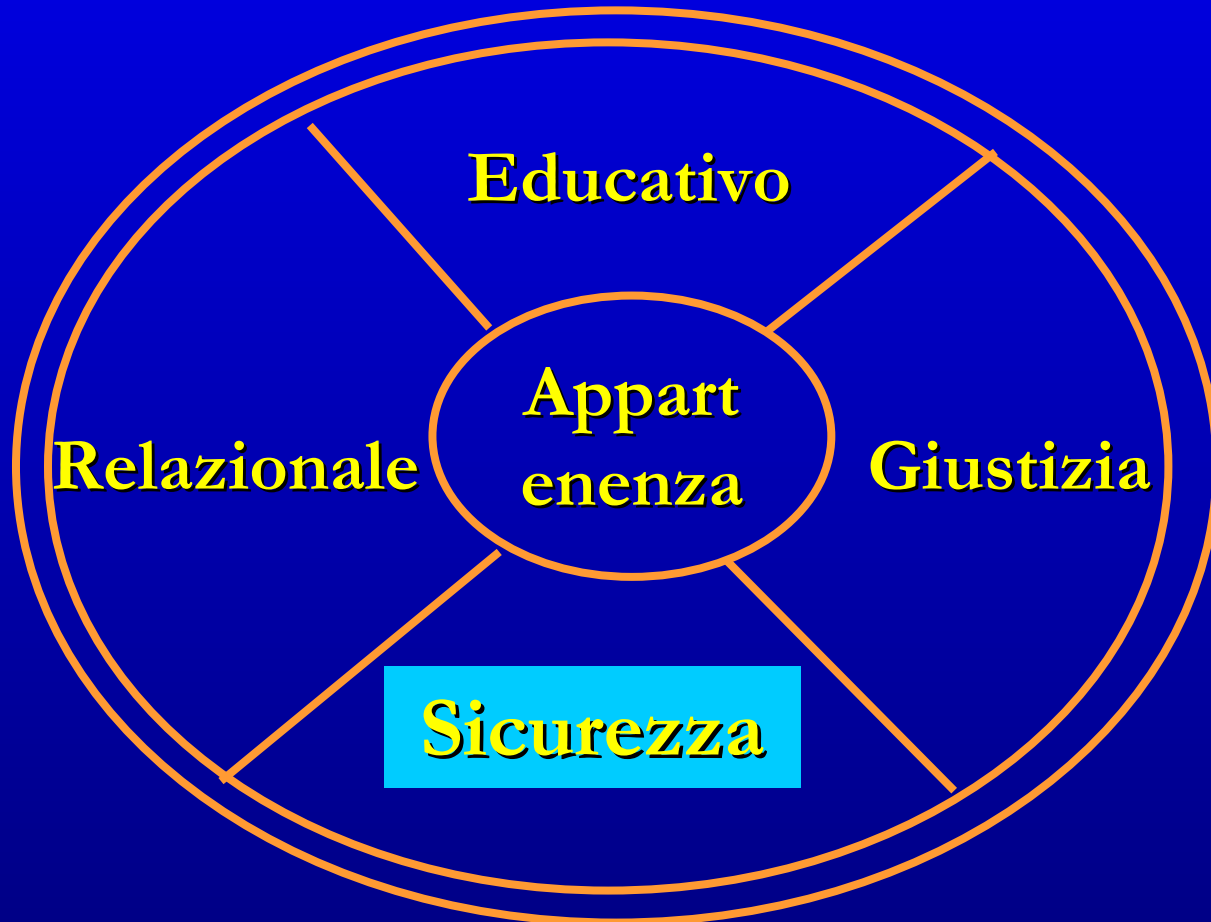 Educativo
Appart
enenza
Relazionale
Giustizia
Sicurezza